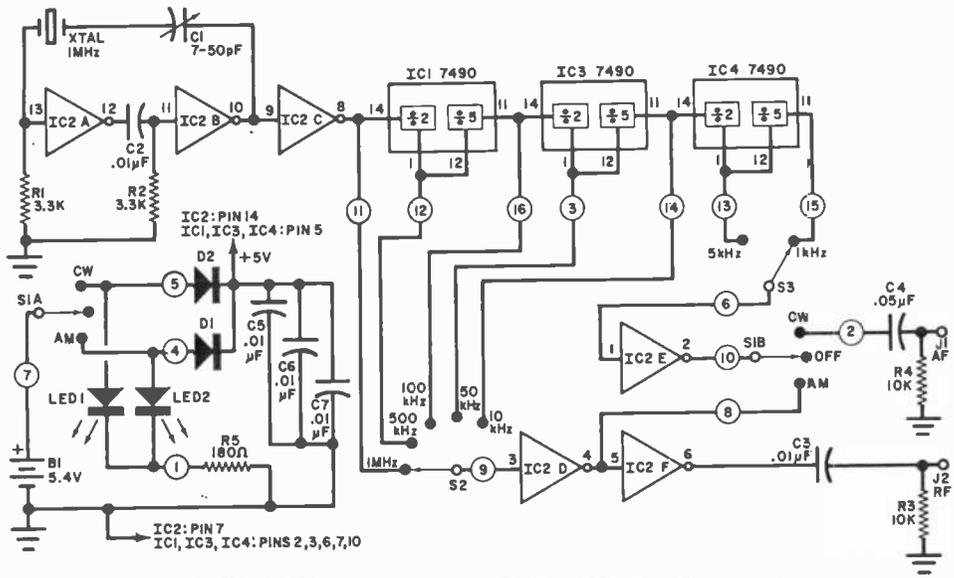 XTAL
1MHz
C1
7-50pF
13
IC2 A
12
C2
.01µF
11
IC2 B
10
9
IC2 C
8
R1
3.3K
R2
3.3K
IC1 7490
14
÷2
÷5
11
1
12
IC3 7490
14
÷2
÷5
11
1
12
IC4 7490
14
÷2
÷5
11
1
12
11
12
16
3
14
13
15
5kHz
1kHz
S3
6
IC2: PIN 14
IC1, IC3, IC4: PIN 5
+5V
CW
S1A
AM
5
D2
4
D1
7
LED1
LED2
C5
.01
µF
C6
.01
µF
C7
.01
µF
+
B1
5.4V
1
R5
180Ω
IC2: PIN 7
IC1, IC3, IC4: PINS 2,3,6,7,10
500
kHz
100
kHz
50
kHz
10
kHz
1MHz
S2
9
3
IC2 D
4
5
IC2 F
6
1
IC2 E
2
10
S1B
CW
OFF
AM
2
8
C4
.05µF
J1
AF
R4
10K
C3
.01µF
J2
RF
R3
10K